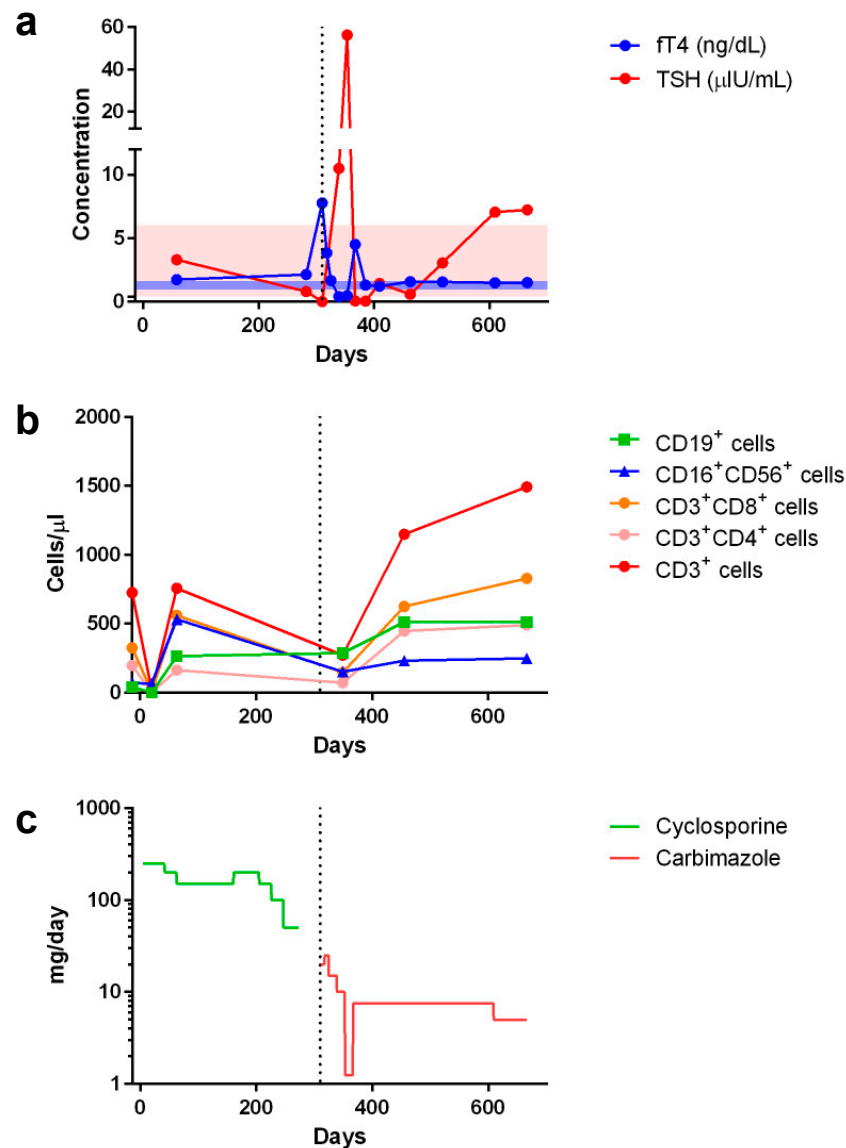 a
60
40
20
10
5
0
Concentration
0 200 400 600
Days
fT4 (ng/dL)
TSH (µIU/mL)
b
2000
1500
1000
500
0
Cells/µl
0 200 400 600
Days
CD19+ cells
CD16+CD56+ cells
CD3+CD8+ cells
CD3+CD4+ cells
CD3+ cells
c
1000
100
10
1
mg/day
0 200 400 600
Days
Cyclosporine
Carbimazole